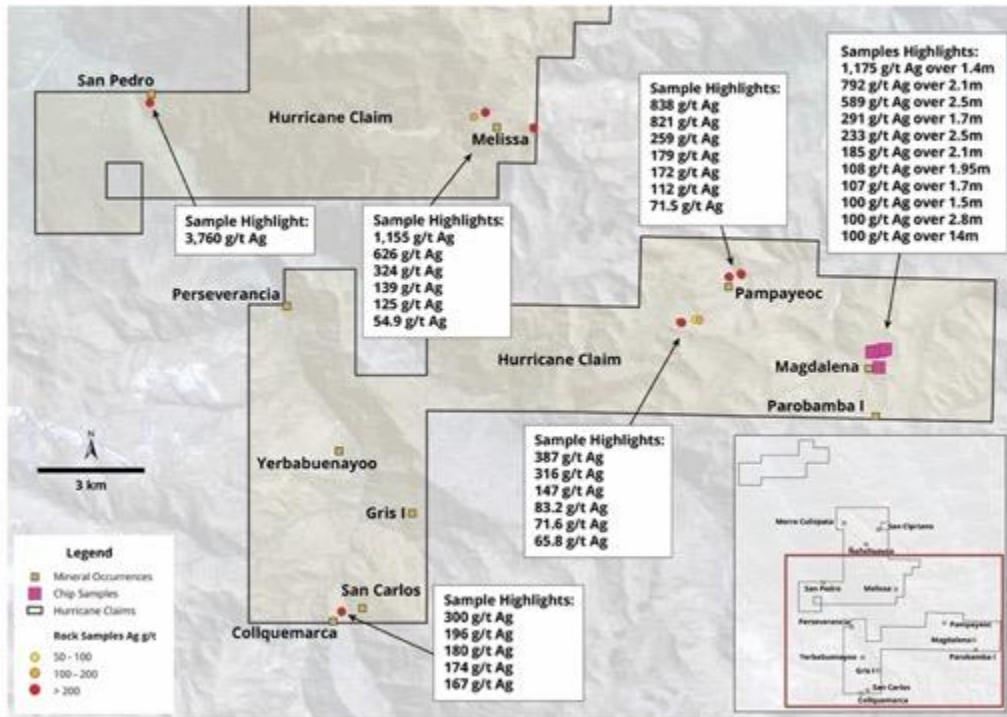 San Pedro
Hurricane Claim
Melissa
Sample Highlight:
3,760 g/t Ag
Sample Highlights:
1,155 g/t Ag
626 g/t Ag
324 g/t Ag
139 g/t Ag
125 g/t Ag
54.9 g/t Ag
Sample Highlights:
838 g/t Ag
821 g/t Ag
259 g/t Ag
179 g/t Ag
172 g/t Ag
112 g/t Ag
71.5 g/t Ag
Samples Highlights:
1,175 g/t Ag over 1.4m
792 g/t Ag over 2.1m
589 g/t Ag over 2.5m
291 g/t Ag over 1.7m
233 g/t Ag over 2.5m
185 g/t Ag over 2.1m
108 g/t Ag over 1.95m
107 g/t Ag over 1.7m
100 g/t Ag over 1.5m
100 g/t Ag over 2.8m
100 g/t Ag over 14m
Perseverancia
Pampayeoc
Hurricane Claim
Magdalena
Parobamba I
N
3 km
Yerbabuenayoo
Gris I
San Carlos
Collquemarca
Sample Highlights:
387 g/t Ag
316 g/t Ag
147 g/t Ag
83.2 g/t Ag
71.6 g/t Ag
65.8 g/t Ag
Sample Highlights:
300 g/t Ag
196 g/t Ag
180 g/t Ag
174 g/t Ag
167 g/t Ag
Legend
Mineral Occurrences
Chip Samples
Hurricane Claims
Rock Samples Ag g/t
50 - 100
100 - 200
> 200
San Cipriano
San Pedro
Melissa
Perseverancia
Pampayeoc
Magdalena
Parobamba I
Yerbabuenayoo
Gris I
San Carlos
Collquemarca